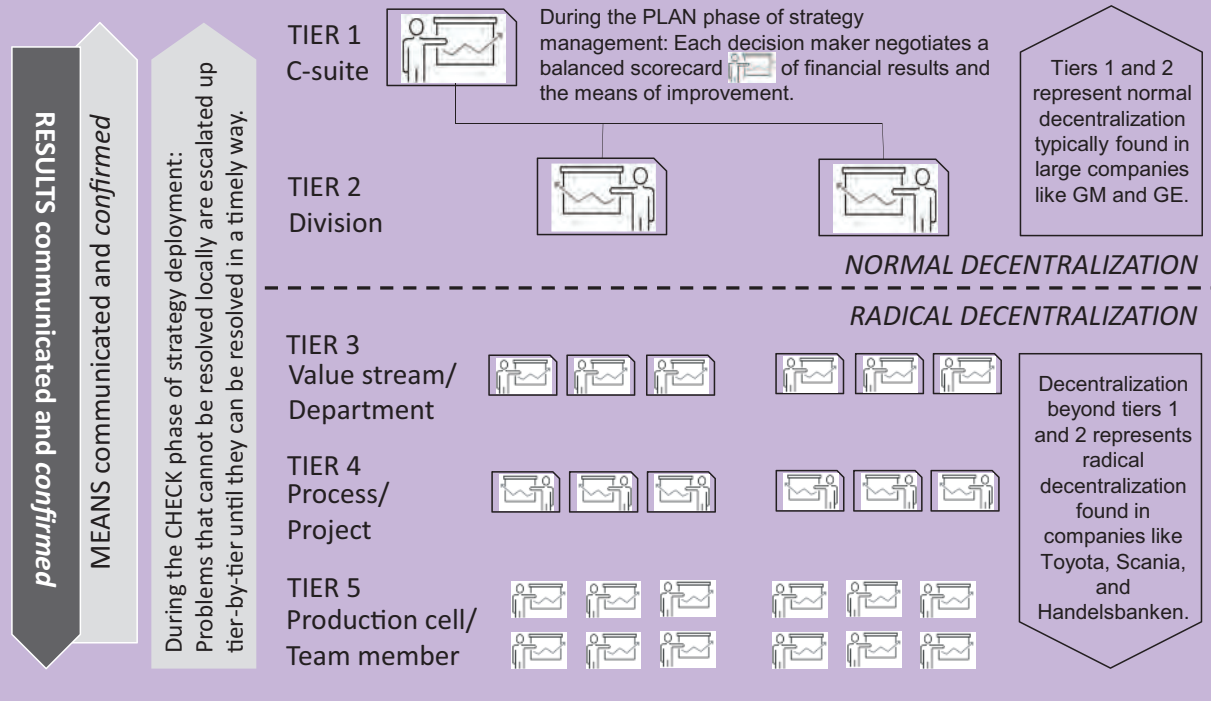 RESULTS communicated and confirmed
MEANS communicated and confirmed
During the CHECK phase of strategy deployment:
Problems that cannot be resolved locally are escalated up
tier-by-tier until they can be resolved in a timely way.
TIER 1
C-suite
During the PLAN phase of strategy
management: Each decision maker negotiates a
balanced scorecard of financial results and
the means of improvement.
Tiers 1 and 2
represent normal
decentralization
typically found in
large companies
like GM and GE.
TIER 2
Division
NORMAL DECENTRALIZATION
RADICAL DECENTRALIZATION
TIER 3
Value stream/
Department
TIER 4
Process/
Project
TIER 5
Production cell/
Team member
Decentralization
beyond tiers 1
and 2 represents
radical
decentralization
found in
companies like
Toyota, Scania,
and
Handelsbanken.